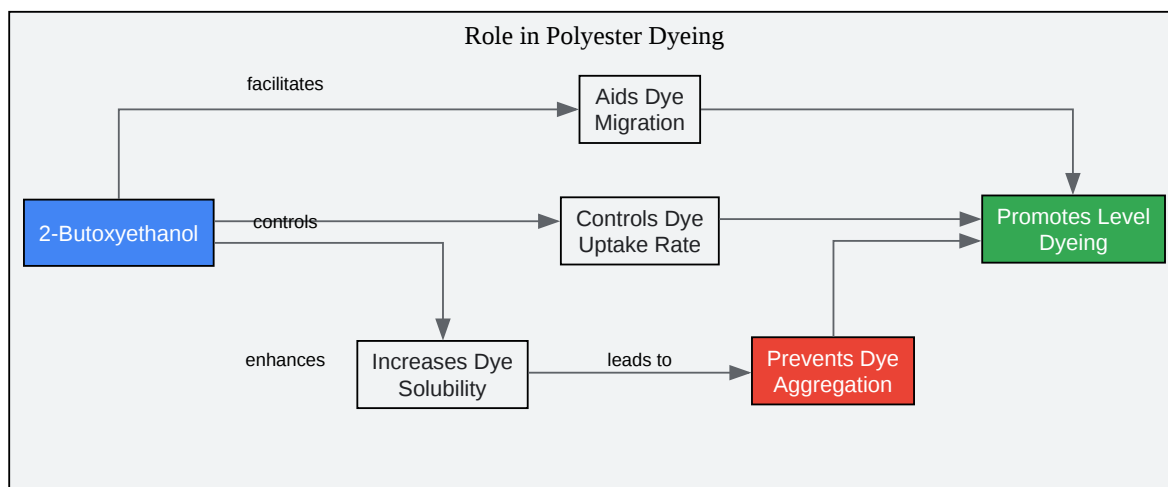 Role in Polyester Dyeing
facilitates
Aids Dye
Migration
2-Butoxyethanol
controls
Controls Dye
Uptake Rate
Promotes Level
Dyeing
enhances
Increases Dye
Solubility
leads to
Prevents Dye
Aggregation